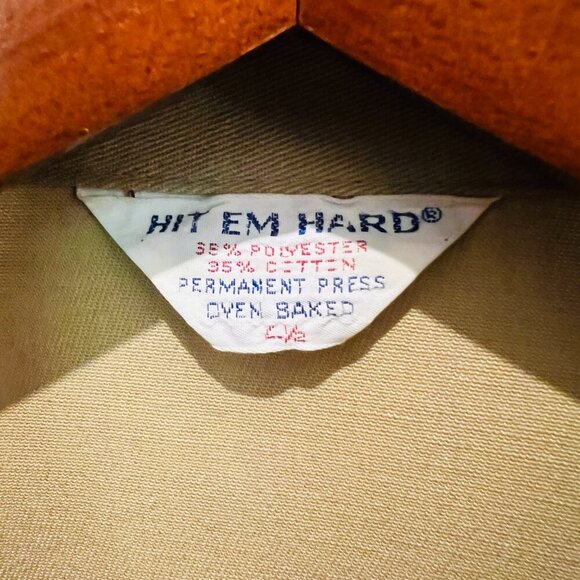 HIT EM HARD®
65% POLYESTER
35% COTTON
PERMANENT PRESS
OVEN BAKED